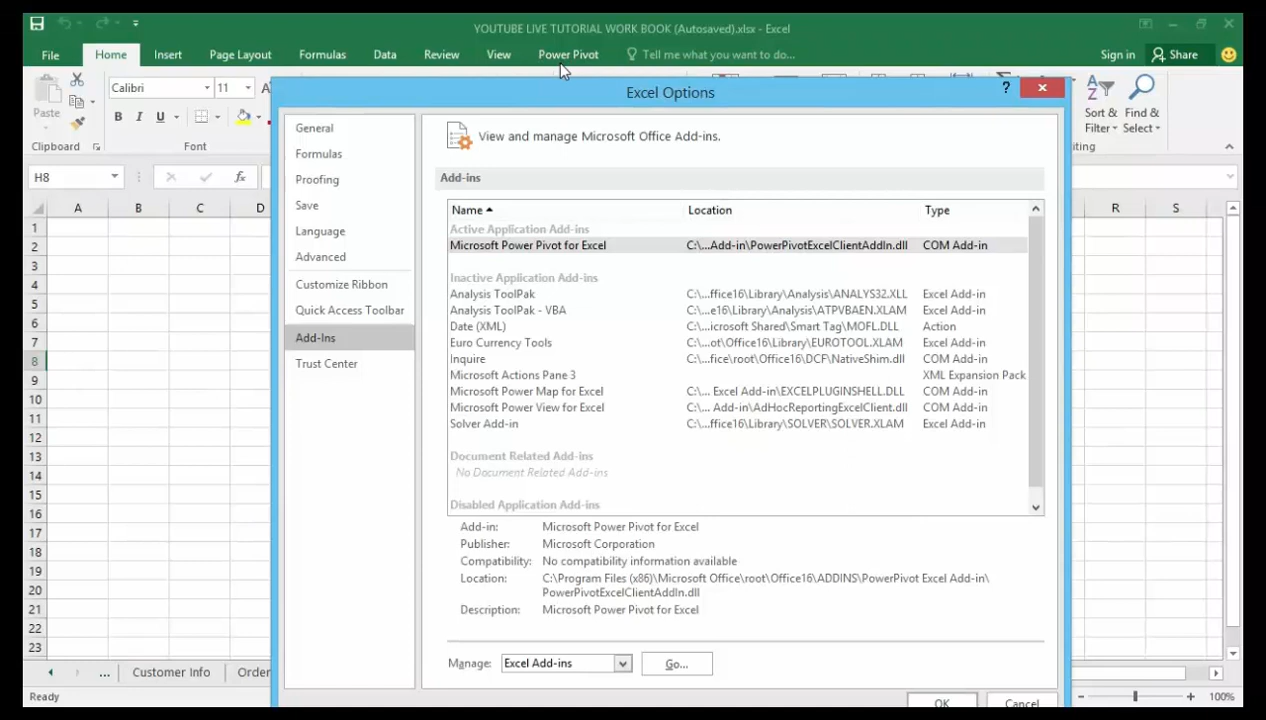 YOUTUBE LIVE TUTORIAL WORK BOOK (Autosaved).xlsx - Excel
File Home Insert Page Layout Formulas Data Review View Power Pivot Tell me what you want to do... Sign in Share
Calibri 11
Paste
B I U
Clipboard Font
Sort & Find &
Filter Select
iting
H8 fx
A B C D R S
1
2
3
4
5
6
7
8
9
10
11
12
13
14
15
16
17
18
19
20
21
22
23
... Customer Info Order
Ready 100%
Excel Options
?
General
Formulas
Proofing
Save
Language
Advanced
Customize Ribbon
Quick Access Toolbar
Add-Ins
Trust Center
View and manage Microsoft Office Add-ins.
Add-ins
Name Location Type
Active Application Add-ins
Microsoft Power Pivot for Excel C:\...Add-in\PowerPivotExcelClientAddIn.dll COM Add-in
Inactive Application Add-ins
Analysis ToolPak C:\...ffice16\Library\Analysis\ANALYS32.XLL Excel Add-in
Analysis ToolPak - VBA C:\...e16\Library\Analysis\ATPVBAEN.XLAM Excel Add-in
Date (XML) C:\...icrosoft Shared\Smart Tag\MOFL.DLL Action
Euro Currency Tools C:\...ot\Office16\Library\EUROTOOL.XLAM Excel Add-in
Inquire C:\...fice\root\Office16\DCF\NativeShim.dll COM Add-in
Microsoft Actions Pane 3 XML Expansion Pack
Microsoft Power Map for Excel C:\... Excel Add-in\EXCELPLUGINSHELL.DLL COM Add-in
Microsoft Power View for Excel C:\... Add-in\AdHocReportingExcelClient.dll COM Add-in
Solver Add-in C:\...ffice16\Library\SOLVER\SOLVER.XLAM Excel Add-in
Document Related Add-ins
No Document Related Add-ins
Disabled Application Add-ins
Add-in: Microsoft Power Pivot for Excel
Publisher: Microsoft Corporation
Compatibility: No compatibility information available
Location: C:\Program Files (x86)\Microsoft Office\root\Office16\ADDINS\PowerPivot Excel Add-in\
PowerPivotExcelClientAddIn.dll
Description: Microsoft Power Pivot for Excel
Manage: Excel Add-ins Go...
OK Cancel